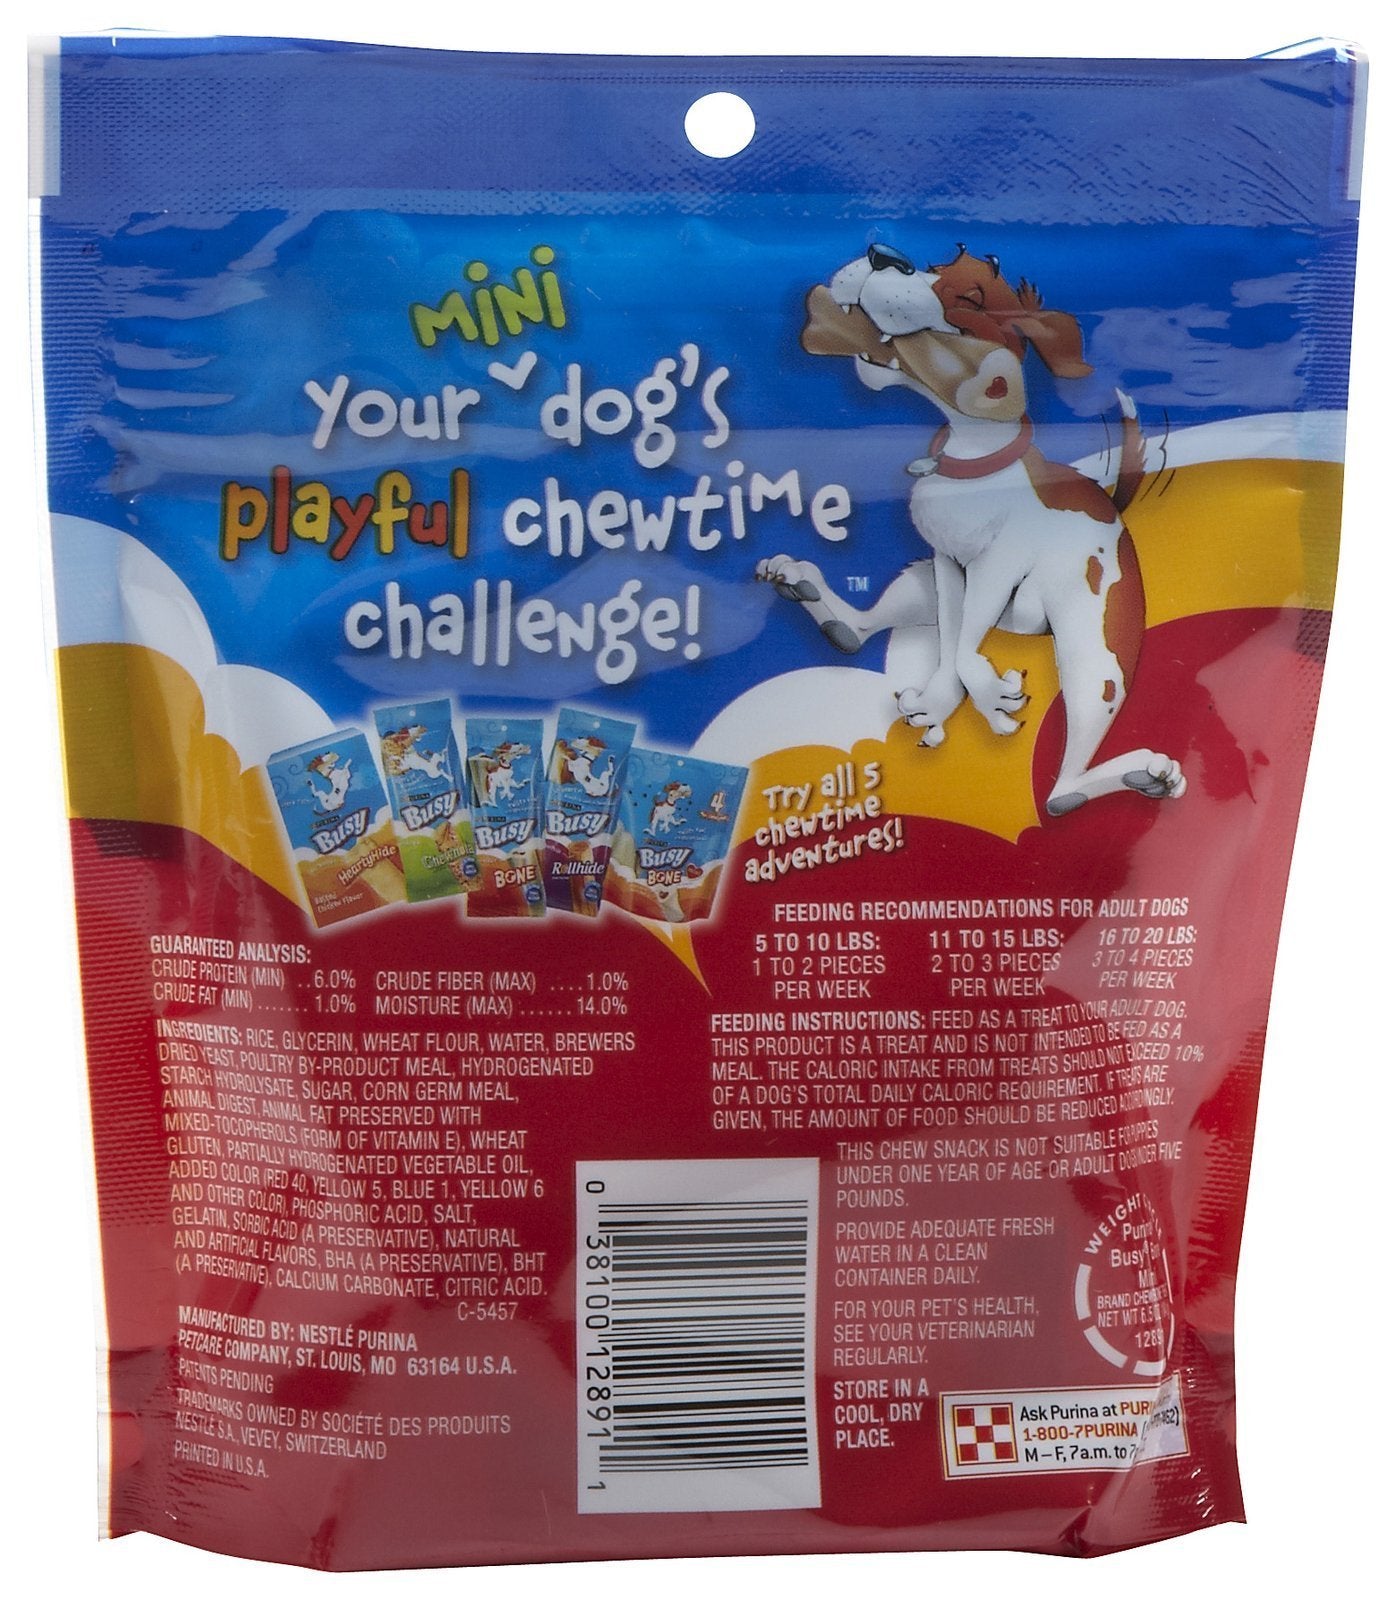 MiNi
your dog's
playful chewtime
challenge!
TM
Busy
HeartyHide
Chicken Flavor
Busy
Chewnola
Busy
BONE
Busy
Rollhide
4
Busy
BONE
Try all 5
chewtime
adventures!
GUARANTEED ANALYSIS:
CRUDE PROTEIN (MIN) ..6.0% CRUDE FIBER (MAX) ....1.0%
CRUDE FAT (MIN)....... 1.0% MOISTURE (MAX)...... 14.0%
INGREDIENTS: RICE, GLYCERIN, WHEAT FLOUR, WATER, BREWERS
DRIED YEAST, POULTRY BY-PRODUCT MEAL, HYDROGENATED
STARCH HYDROLYSATE, SUGAR, CORN GERM MEAL,
ANIMAL DIGEST, ANIMAL FAT PRESERVED WITH
MIXED-TOCOPHEROLS (FORM OF VITAMIN E), WHEAT
GLUTEN, PARTIALLY HYDROGENATED VEGETABLE OIL,
ADDED COLOR (RED 40, YELLOW 5, BLUE 1, YELLOW 6
AND OTHER COLOR), PHOSPHORIC ACID, SALT,
GELATIN, SORBIC ACID (A PRESERVATIVE), NATURAL
AND ARTIFICIAL FLAVORS, BHA (A PRESERVATIVE), BHT
(A PRESERVATIVE), CALCIUM CARBONATE, CITRIC ACID.
C-5457
MANUFACTURED BY: NESTLÉ PURINA
PETCARE COMPANY, ST. LOUIS, MO 63164 U.S.A.
PATENTS PENDING
TRADEMARKS OWNED BY SOCIÉTÉ DES PRODUITS
NESTLÉ S.A., VEVEY, SWITZERLAND
PRINTED IN U.S.A.
0 38100 12891 1
FEEDING RECOMMENDATIONS FOR ADULT DOGS
5 TO 10 LBS: 11 TO 15 LBS: 16 TO 20 LBS:
1 TO 2 PIECES 2 TO 3 PIECES 3 TO 4 PIECES
PER WEEK PER WEEK PER WEEK
FEEDING INSTRUCTIONS: FEED AS A TREAT TO YOUR ADULT DOG.
THIS PRODUCT IS A TREAT AND IS NOT INTENDED TO BE FED AS A
MEAL. THE CALORIC INTAKE FROM TREATS SHOULD NOT EXCEED 10%
OF A DOG'S TOTAL DAILY CALORIC REQUIREMENT. IF TREATS ARE
GIVEN, THE AMOUNT OF FOOD SHOULD BE REDUCED ACCORDINGLY.
THIS CHEW SNACK IS NOT SUITABLE FOR PUPPIES
UNDER ONE YEAR OF AGE OR ADULT DOGS UNDER FIVE
POUNDS.
PROVIDE ADEQUATE FRESH
WATER IN A CLEAN
CONTAINER DAILY.
FOR YOUR PET'S HEALTH,
SEE YOUR VETERINARIAN
REGULARLY.
STORE IN A
COOL, DRY
PLACE.
WEIGHT
Busy
BRAND
NET WT
Ask Purina at
1-800-7PURINA
M – F, 7 a.m. to